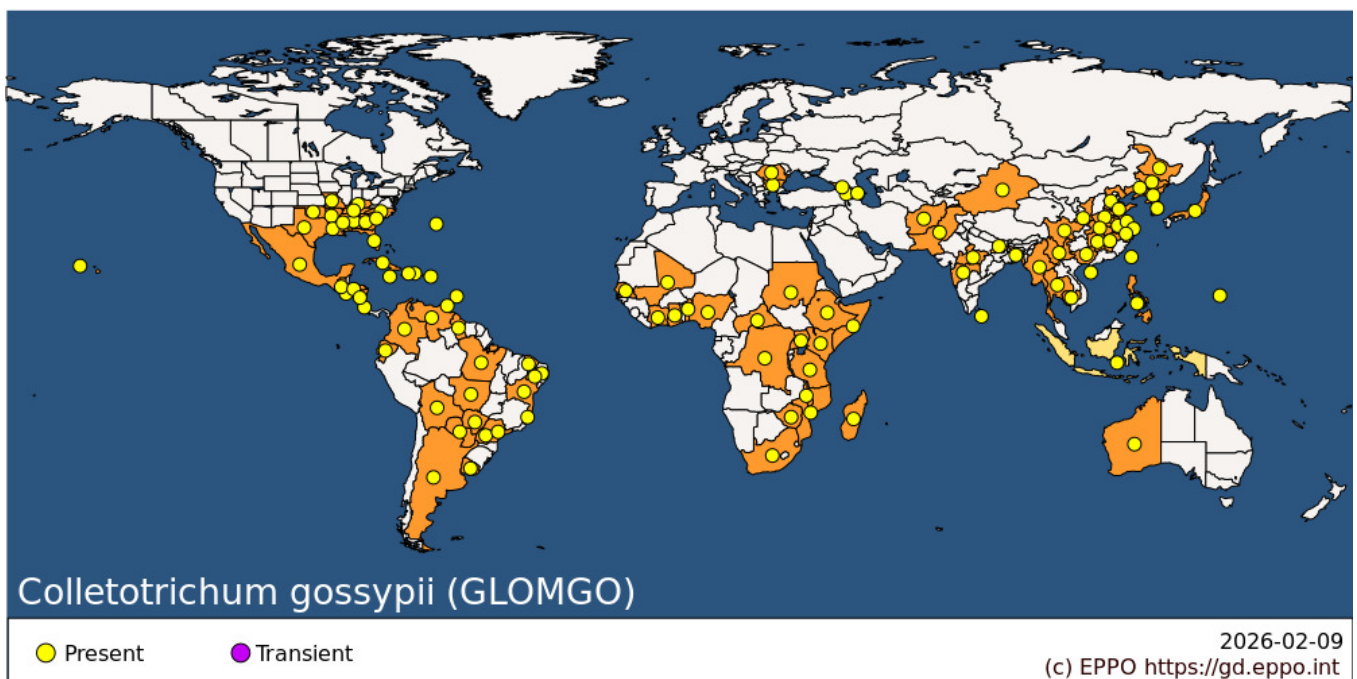 Colletotrichum gossypii (GLOMGO)
Present
Transient
2026-02-09
(c) EPPO https://gd.eppo.int